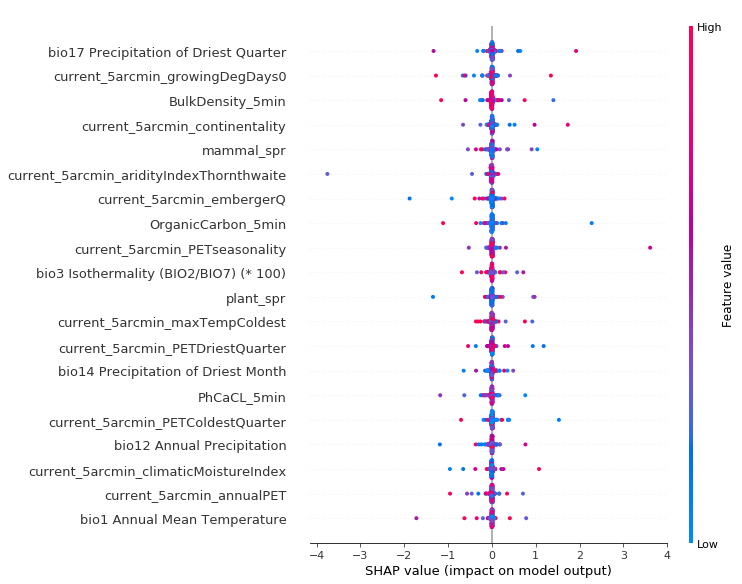 High
bio17 Precipitation of Driest Quarter
current_5arcmin_growingDegDays0
BulkDensity_5min
current_5arcmin_continentality
mammal_spr
current_5arcmin_aridityIndexThornthwaite
current_5arcmin_embergerQ
OrganicCarbon_5min
current_5arcmin_PETseasonality
bio3 Isothermality (BIO2/BIO7) (* 100)
plant_spr
current_5arcmin_maxTempColdest
current_5arcmin_PETDriestQuarter
bio14 Precipitation of Driest Month
PhCaCL_5min
current_5arcmin_PETColdestQuarter
bio12 Annual Precipitation
current_5arcmin_climaticMoistureIndex
current_5arcmin_annualPET
bio1 Annual Mean Temperature
Feature value
Low
−4 −3 −2 −1 0 1 2 3 4
SHAP value (impact on model output)